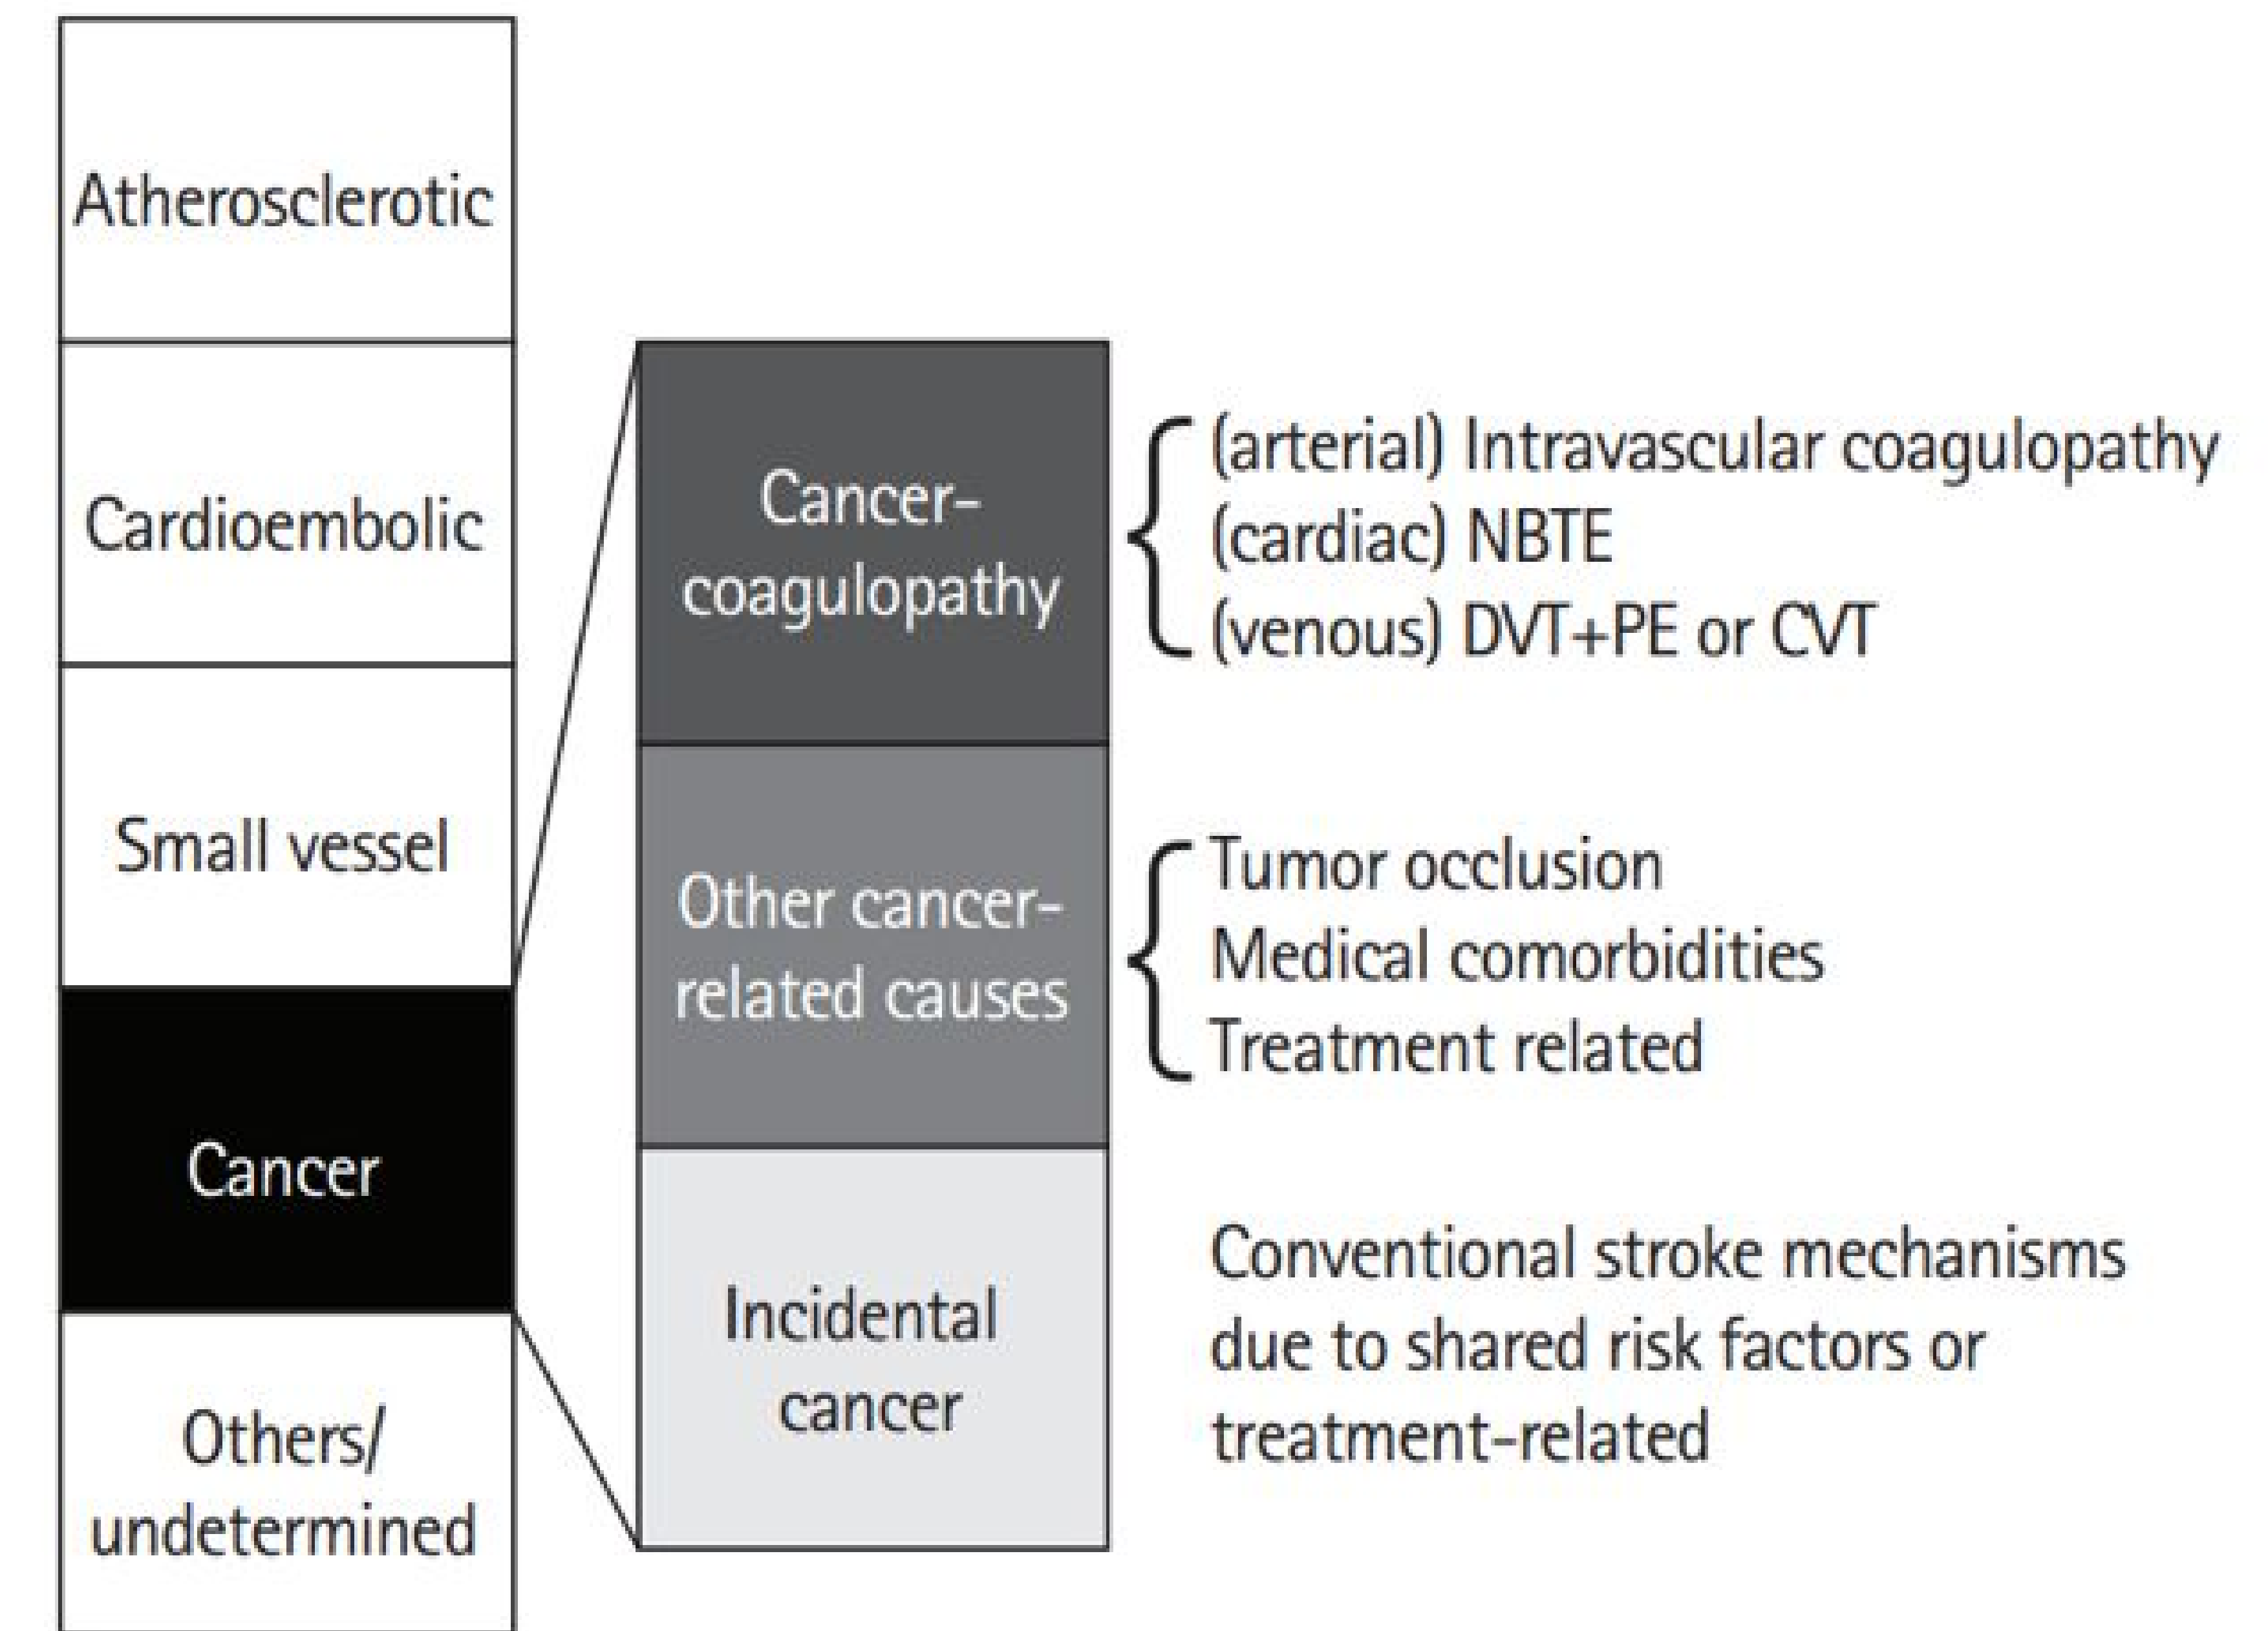 Atherosclerotic
Cardioembolic
Small vessel
Cancer
Others/
undetermined
Cancer-
coagulopathy
Other cancer-
related causes
Incidental
cancer
(arterial) Intravascular coagulopathy
(cardiac) NBTE
(venous) DVT+PE or CVT
Tumor occlusion
Medical comorbidities
Treatment related
Conventional stroke mechanisms
due to shared risk factors or
treatment-related